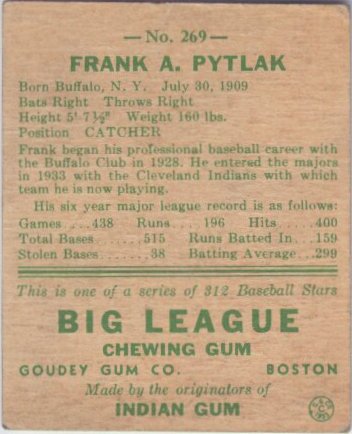 — No. 269 —
FRANK A. PYTLAK
Born Buffalo, N. Y. July 30, 1909
Bats Right Throws Right
Height 5' 7½" Weight 160 lbs.
Position CATCHER
Frank began his professional baseball career with
the Buffalo Club in 1928. He entered the majors
in 1933 with the Cleveland Indians with which
team he is now playing.
His six year major league record is as follows:
Games ....438 Runs ... 196 Hits .....400
Total Bases ....515 Runs Batted In..159
Stolen Bases .... 38 Batting Average ..299
This is one of a series of 312 Baseball Stars
BIG LEAGUE
CHEWING GUM
GOUDEY GUM CO. BOSTON
Made by the originators of
INDIAN GUM